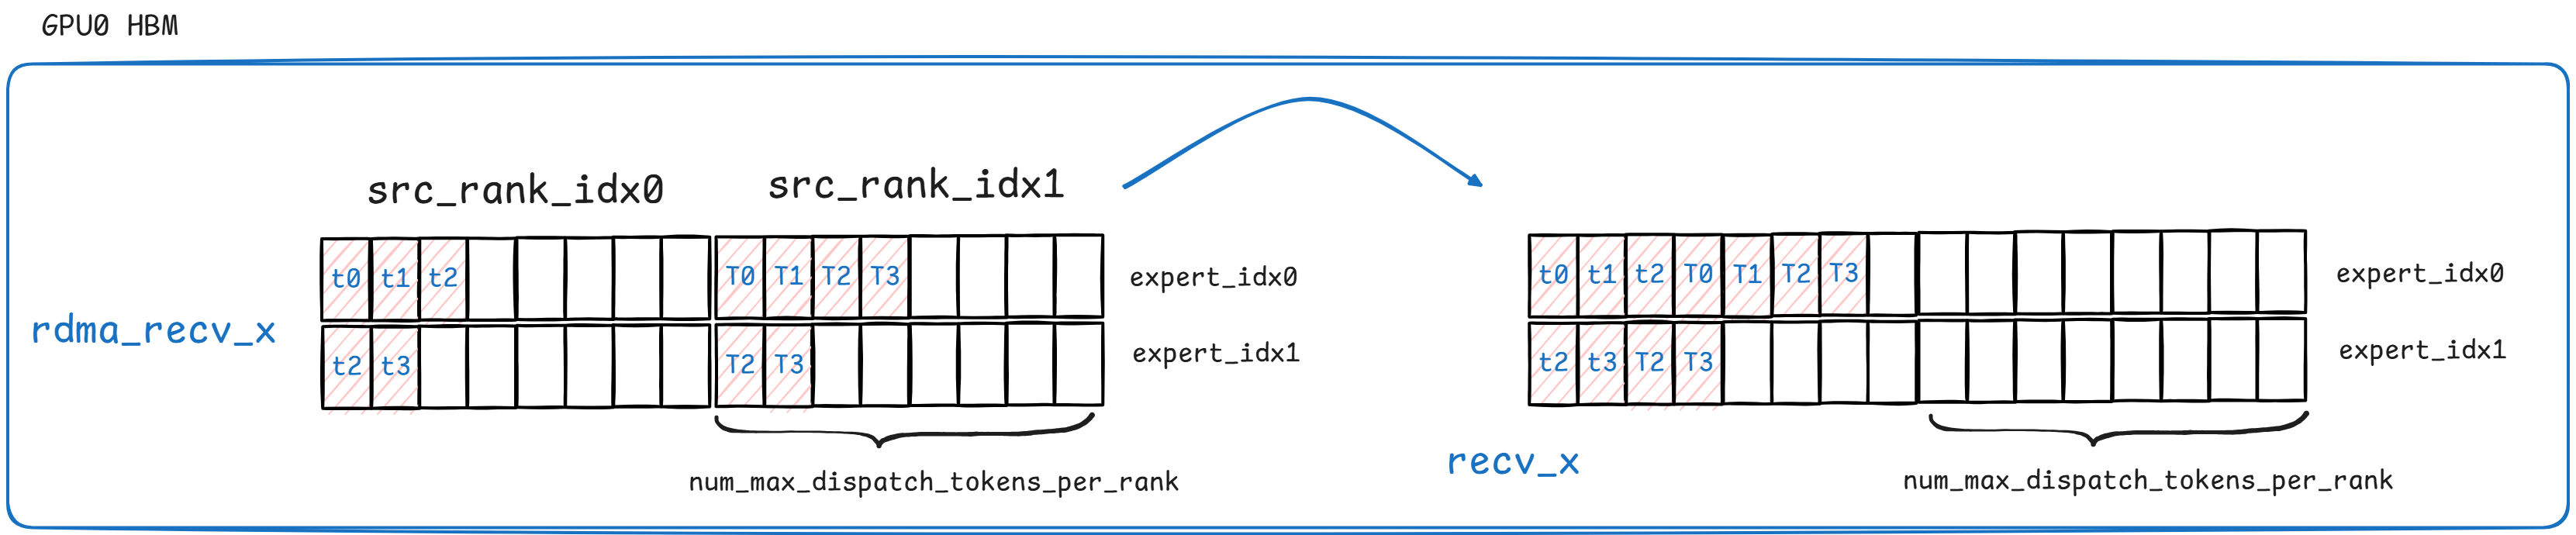 GPU0 HBM
src_rank_idx0 src_rank_idx1
rdma_recv_x
t0 t1 t2 T0 T1 T2 T3 expert_idx0
t2 t3 T2 T3 expert_idx1
num_max_dispatch_tokens_per_rank
t0 t1 t2 T0 T1 T2 T3 expert_idx0
t2 t3 T2 T3 expert_idx1
recv_x
num_max_dispatch_tokens_per_rank